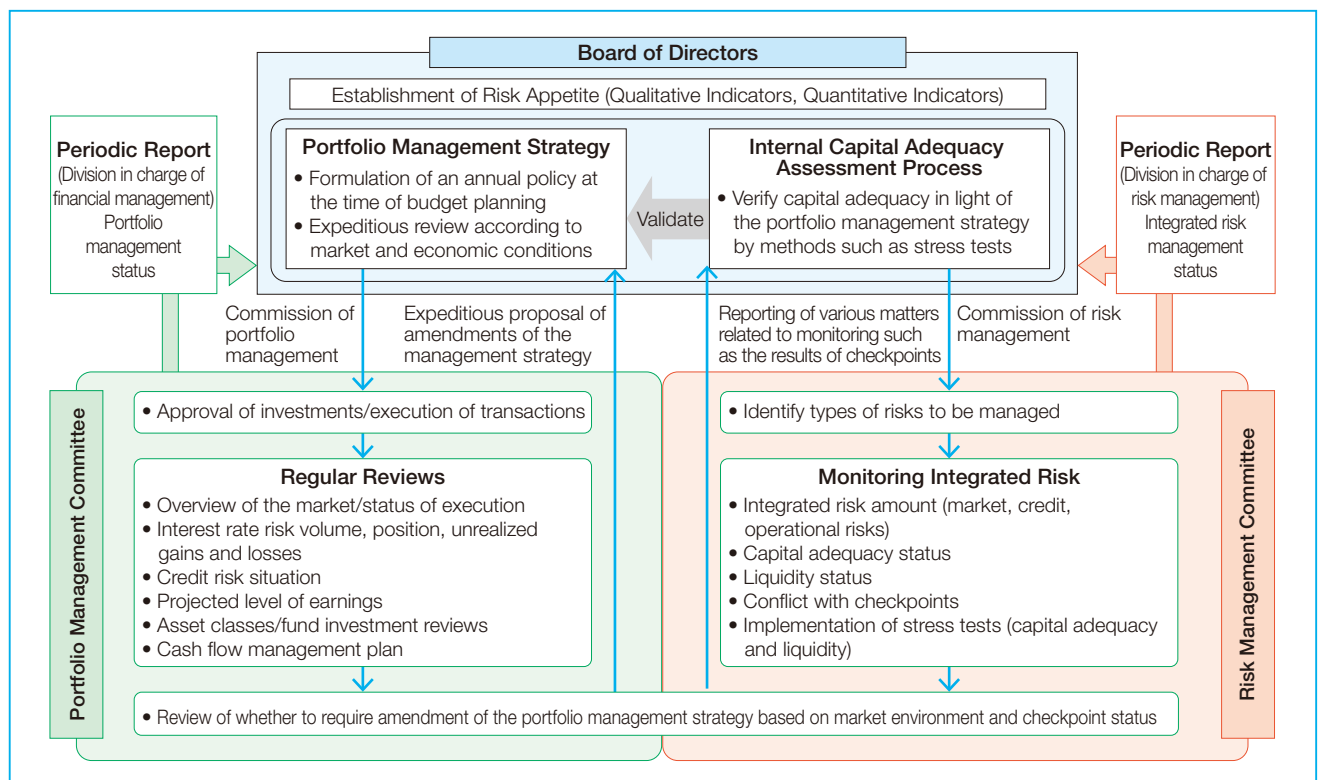 Board of Directors
Establishment of Risk Appetite (Qualitative Indicators, Quantitative Indicators)
Periodic Report
(Division in charge of
financial management)
Portfolio
management
status
Portfolio Management Strategy
• Formulation of an annual policy at
the time of budget planning
• Expeditious review according to
market and economic conditions
Validate
Internal Capital Adequacy
Assessment Process
• Verify capital adequacy in light of
the portfolio management strategy
by methods such as stress tests
Periodic Report
(Division in charge of
risk management)
Integrated risk
management
status
Commission of
portfolio
management
Expeditious proposal of
amendments of the
management strategy
Reporting of various matters
related to monitoring such
as the results of checkpoints
Commission of risk
management
Portfolio Management Committee
• Approval of investments/execution of transactions
Regular Reviews
• Overview of the market/status of execution
• Interest rate risk volume, position, unrealized
gains and losses
• Credit risk situation
• Projected level of earnings
• Asset classes/fund investment reviews
• Cash flow management plan
• Identify types of risks to be managed
Monitoring Integrated Risk
• Integrated risk amount (market, credit,
operational risks)
• Capital adequacy status
• Liquidity status
• Conflict with checkpoints
• Implementation of stress tests (capital adequacy
and liquidity)
Risk Management Committee
• Review of whether to require amendment of the portfolio management strategy based on market environment and checkpoint status